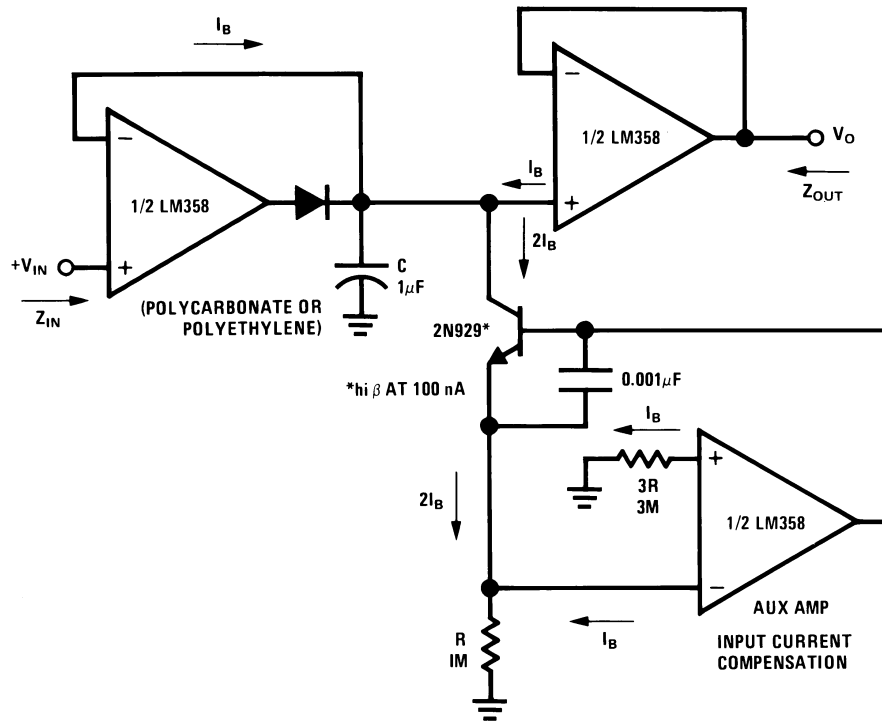 I_B
−
1/2 LM358
+
+V_IN
Z_IN
(POLYCARBONATE OR
POLYETHYLENE)
C
1μF
−
1/2 LM358
+
I_B
V_O
Z_OUT
2I_B
2N929*
*hi β AT 100 nA
0.001μF
I_B
3R
3M
+
1/2 LM358
−
2I_B
R
IM
I_B
AUX AMP
INPUT CURRENT
COMPENSATION